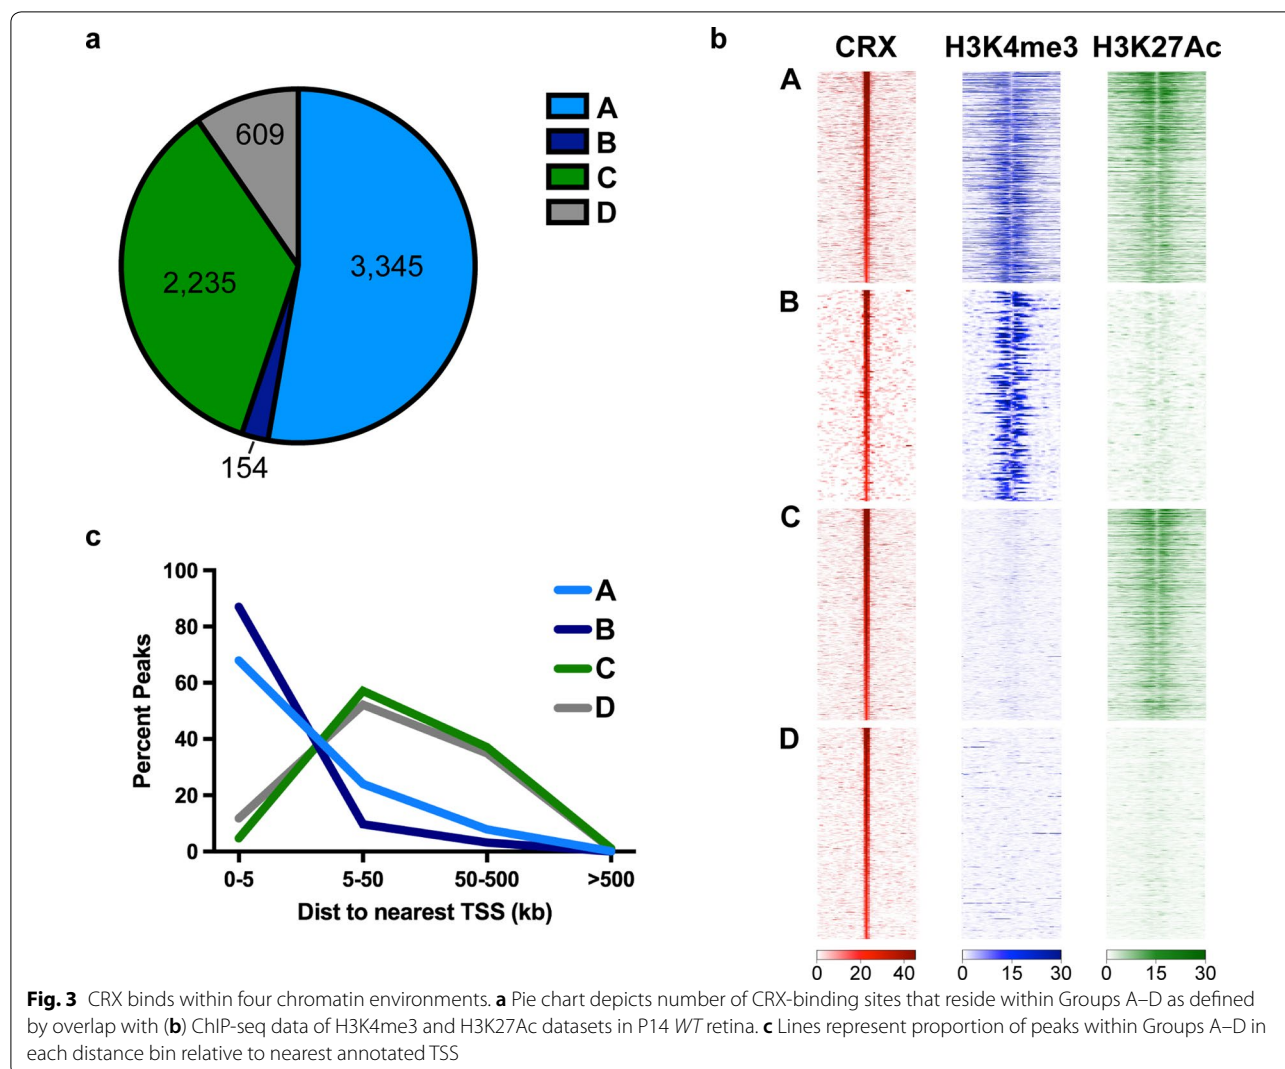 a
3,345
154
2,235
609
A
B
C
D
b
CRX H3K4me3 H3K27Ac
A
B
C
D
0 20 40 0 15 30 0 15 30
c
Percent Peaks
100
80
60
40
20
0
0-5 5-50 50-500 >500
Dist to nearest TSS (kb)
A
B
C
D
Fig. 3 CRX binds within four chromatin environments. a Pie chart depicts number of CRX-binding sites that reside within Groups A–D as defined
by overlap with (b) ChIP-seq data of H3K4me3 and H3K27Ac datasets in P14 WT retina. c Lines represent proportion of peaks within Groups A–D in
each distance bin relative to nearest annotated TSS